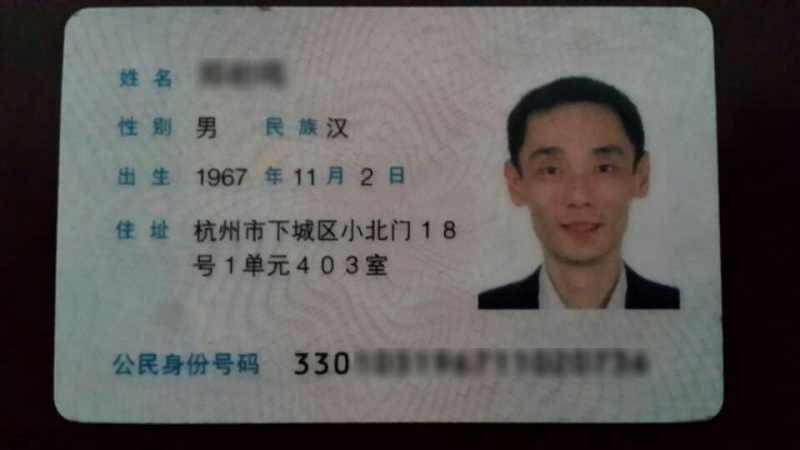 姓名
性别 男 民族 汉
出生 1967 年 11 月 2 日
住址 杭州市下城区小北门18
号1单元403室
公民身份号码 330